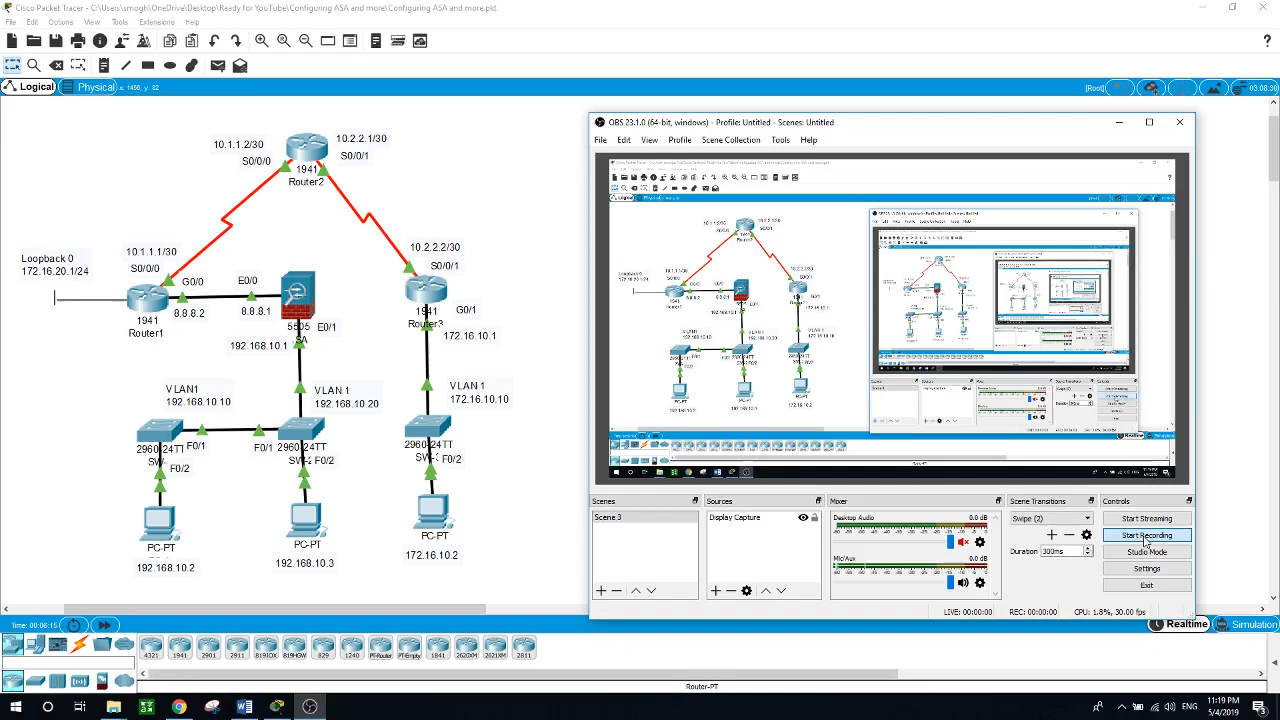 Cisco Packet Tracer - C:\Users\smogh\OneDrive\Desktop\Ready for YouTube\Configuring ASA and more\Configuring ASA and more.pkt
File Edit Options View Tools Extensions Help
Logical Physical x: 1456, y: 82 [Root] 03:08:30
10.1.1.2/30
S0/0/0
10.2.2.1/30
S0/0/1
1941
Router2
10.1.1.1/30
S0/0/0
Loopback 0
172.16.20.1/24
G0/0
8.8.8.2
E0/0
8.8.8.1
1941
Router1
5505
E0/1
192.168.10.1
10.2.2.2/30
S0/0/1
1941
Router3
G0/1
172.16.10.1
VLAN1
192.168.10.10
VLAN 1
192.168.10 20
VLAN 1
172.16.10.10
2960-24TT
F0/1
F0/2
F0/1
2960-24TT
F0/2
2960-24TT
F0/2
PC-PT
192.168.10.2
PC-PT
192.168.10.3
PC-PT
172.16.10.2
OBS 23.1.0 (64-bit, windows) - Profile: Untitled - Scenes: Untitled
File Edit View Profile Scene Collection Tools Help
Scenes
Scene 3
Sources
Display Capture
Mixer
Desktop Audio 0.0 dB
Mic/Aux 0.0 dB
Scene Transitions
Swipe (2)
Duration 300ms
Controls
Start Streaming
Start Recording
Studio Mode
Settings
Exit
LIVE: 00:00:00 REC: 00:00:00 CPU: 1.8%, 30.00 fps
Time: 00:06:15
Realtime Simulation
4321 1941 2901 2911 819IOX 819HGW 829 1240 PT-Router PT-Empty 1841 2620XM 2621XM 2811
Router-PT
ENG
11:19 PM
5/4/2019
3